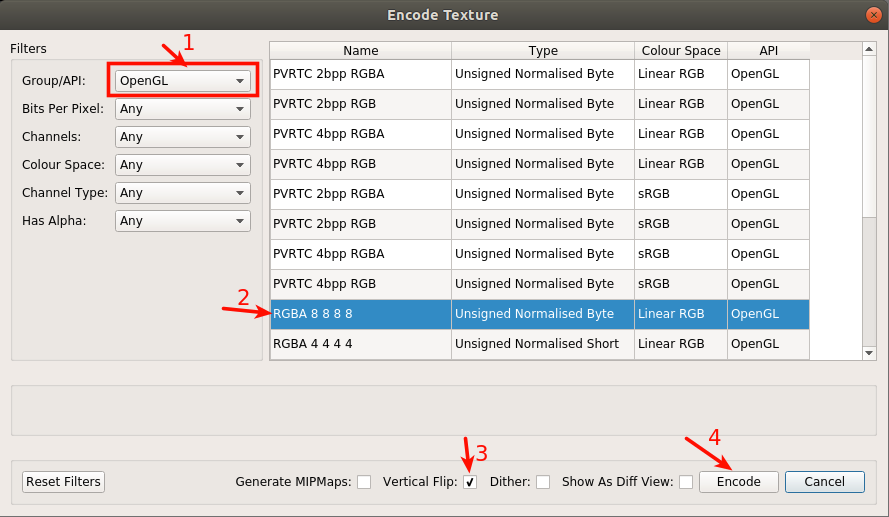 Encode Texture
Filters
1
Group/API: OpenGL
Bits Per Pixel: Any
Channels: Any
Colour Space: Any
Channel Type: Any
Has Alpha: Any
Name Type Colour Space API
PVRTC 2bpp RGBA Unsigned Normalised Byte Linear RGB OpenGL
PVRTC 2bpp RGB Unsigned Normalised Byte Linear RGB OpenGL
PVRTC 4bpp RGBA Unsigned Normalised Byte Linear RGB OpenGL
PVRTC 4bpp RGB Unsigned Normalised Byte Linear RGB OpenGL
PVRTC 2bpp RGBA Unsigned Normalised Byte sRGB OpenGL
PVRTC 2bpp RGB Unsigned Normalised Byte sRGB OpenGL
PVRTC 4bpp RGBA Unsigned Normalised Byte sRGB OpenGL
PVRTC 4bpp RGB Unsigned Normalised Byte sRGB OpenGL
2
RGBA 8 8 8 8 Unsigned Normalised Byte Linear RGB OpenGL
RGBA 4 4 4 4 Unsigned Normalised Short Linear RGB OpenGL
3
4
Reset Filters Generate MIPMaps: Vertical Flip: Dither: Show As Diff View: Encode Cancel